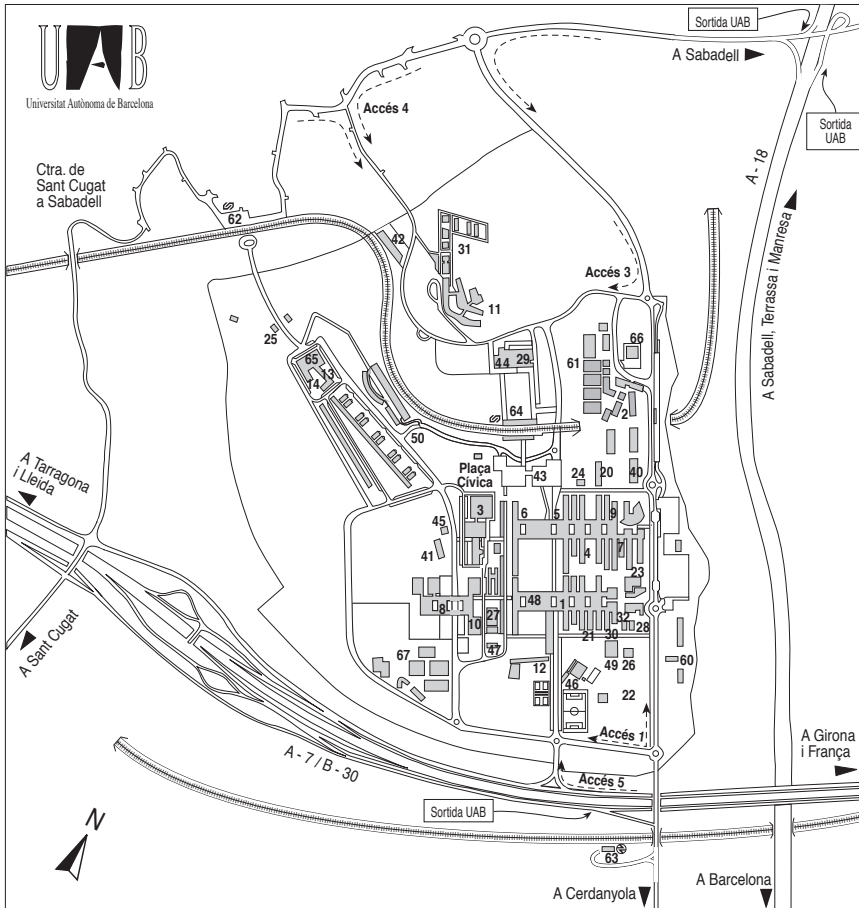 UAB
Universitat Autònoma de Barcelona
Sortida UAB
A Sabadell
Sortida
UAB
Accés 4
Ctra. de
Sant Cugat
a Sabadell
62
42
31
11
Accés 3
A - 18
A Sabadell, Terrassa i Manresa
25
65
13
14
44
29
61
66
2
64
50
A Tarragona
i Lleida
Plaça
Cívica
43
24
20
40
3
6
5
9
45
41
4
7
23
8
10
27
48
1
21
30
32
28
47
67
12
49
26
60
46
22
A Sant Cugat
Accés 1
A Girona
i França
A - 7 / B - 30
Accés 5
Sortida UAB
N
63
A Cerdanyola
A Barcelona